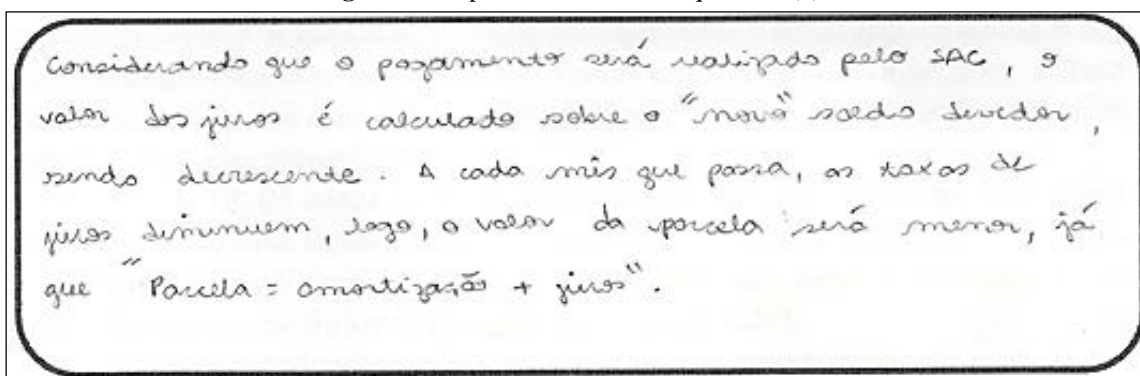 Considerando que o pagamento será realizado pelo SAC, o
valor dos juros é calculado sobre o "novo" saldo devedor,
sendo decrescente. A cada mês que passa, as taxas de
juros diminuem, logo, o valor da parcela será menor, já
que "Parcela = amortização + juros".